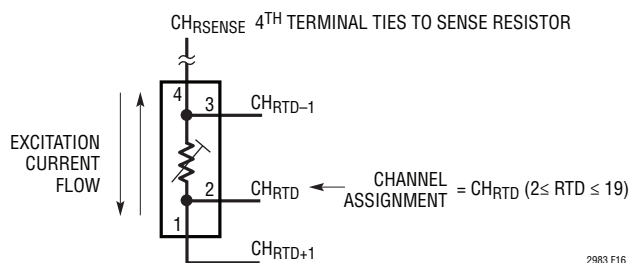 CHRSENSE 4TH TERMINAL TIES TO SENSE RESISTOR
4
3
CHRTD–1
EXCITATION
CURRENT
FLOW
2
CHRTD
CHANNEL
ASSIGNMENT = CHRTD (2≤ RTD ≤ 19)
1
CHRTD+1
2983 F16